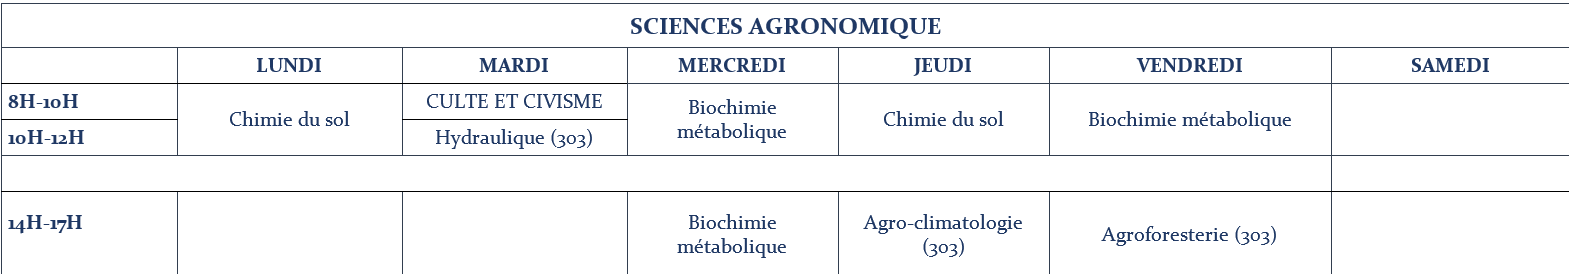 SCIENCES AGRONOMIQUE
LUNDI MARDI MERCREDI JEUDI VENDREDI SAMEDI
8H-10H
10H-12H
Chimie du sol
CULTE ET CIVISME
Hydraulique (303)
Biochimie
métabolique
Chimie du sol
Biochimie métabolique
14H-17H
Biochimie
métabolique
Agro-climatologie
(303)
Agroforesterie (303)